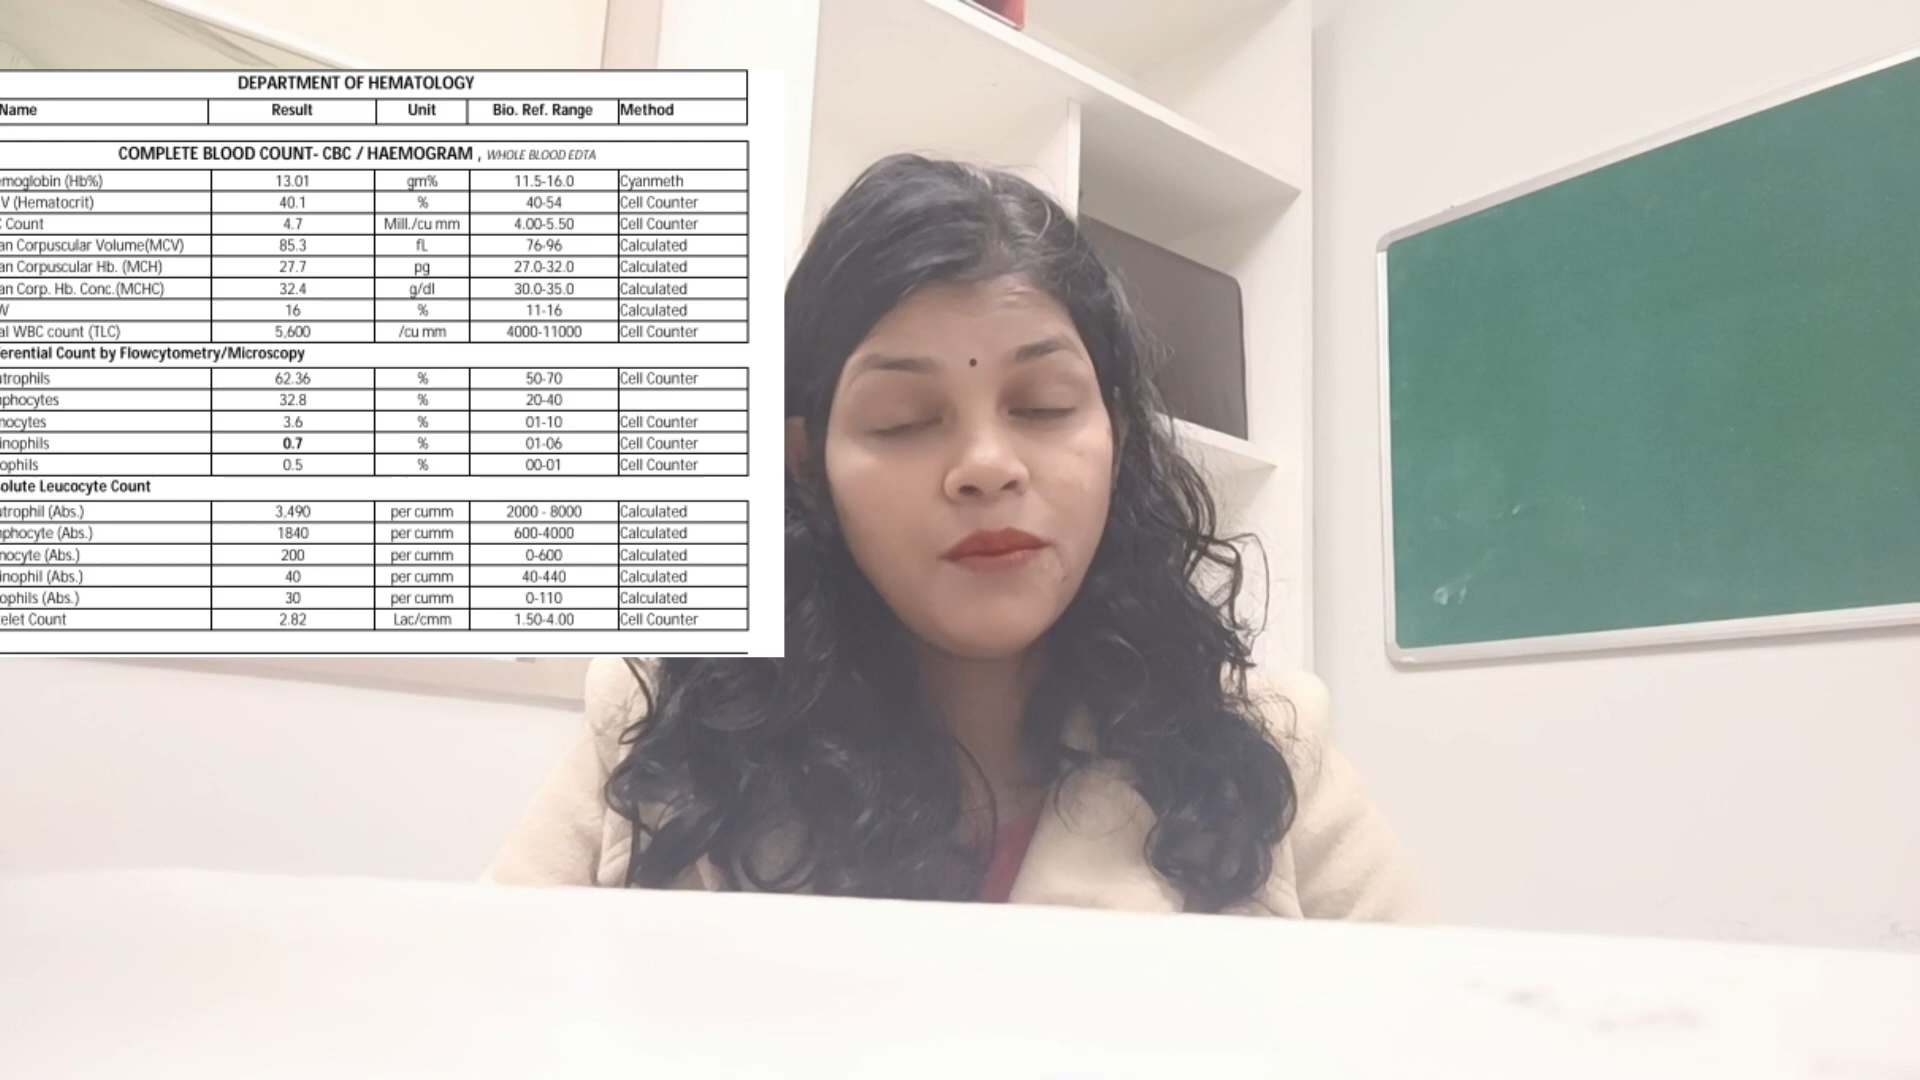 DEPARTMENT OF HEMATOLOGY
Name Result Unit Bio. Ref. Range Method
COMPLETE BLOOD COUNT- CBC / HAEMOGRAM , WHOLE BLOOD EDTA
emoglobin (Hb%) 13.01 gm% 11.5-16.0 Cyanmeth
V (Hematocrit) 40.1 % 40-54 Cell Counter
C Count 4.7 Mill./cu mm 4.00-5.50 Cell Counter
an Corpuscular Volume(MCV) 85.3 fL 76-96 Calculated
an Corpuscular Hb. (MCH) 27.7 pg 27.0-32.0 Calculated
an Corp. Hb. Conc.(MCHC) 32.4 g/dl 30.0-35.0 Calculated
W 16 % 11-16 Calculated
al WBC count (TLC) 5,600 /cu mm 4000-11000 Cell Counter
ferential Count by Flowcytometry/Microscopy
trophils 62.36 % 50-70 Cell Counter
phocytes 32.8 % 20-40
nocytes 3.6 % 01-10 Cell Counter
inophils 0.7 % 01-06 Cell Counter
ophils 0.5 % 00-01 Cell Counter
olute Leucocyte Count
trophil (Abs.) 3,490 per cumm 2000 - 8000 Calculated
phocyte (Abs.) 1840 per cumm 600-4000 Calculated
nocyte (Abs.) 200 per cumm 0-600 Calculated
inophil (Abs.) 40 per cumm 40-440 Calculated
ophils (Abs.) 30 per cumm 0-110 Calculated
elet Count 2.82 Lac/cmm 1.50-4.00 Cell Counter